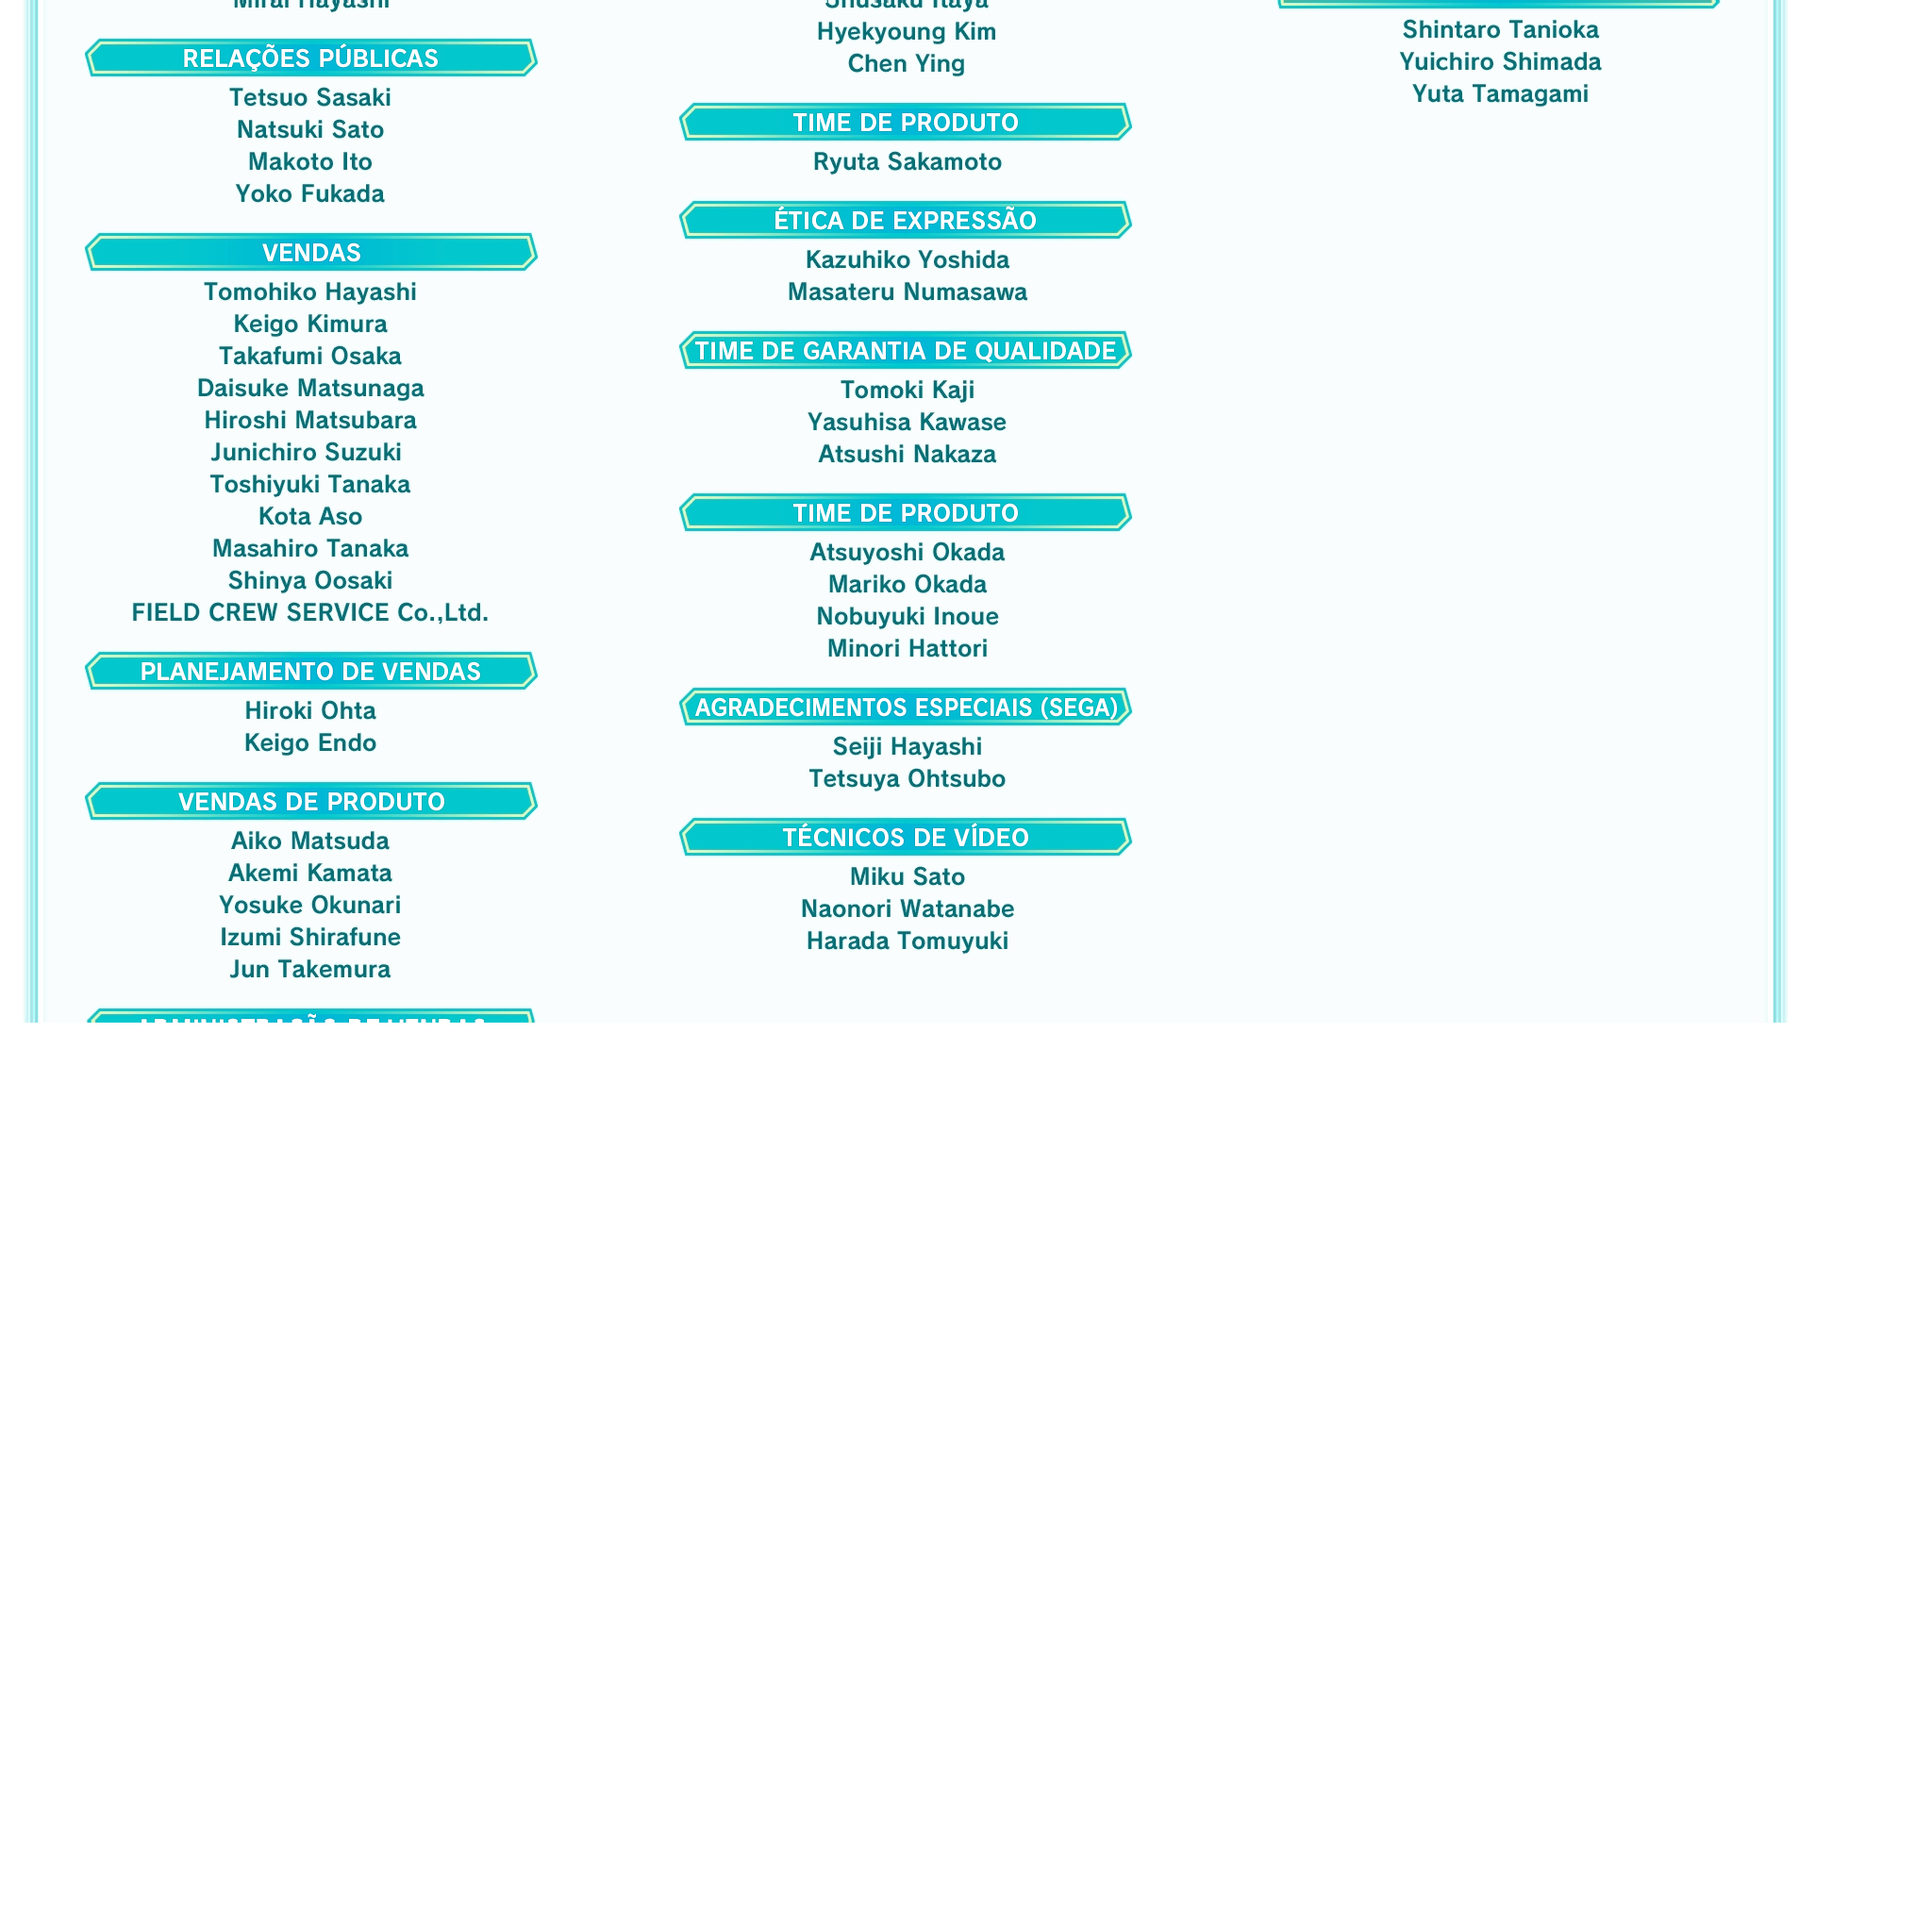 Mirai Hayashi
RELAÇÕES PÚBLICAS
Tetsuo Sasaki
Natsuki Sato
Makoto Ito
Yoko Fukada
VENDAS
Tomohiko Hayashi
Keigo Kimura
Takafumi Osaka
Daisuke Matsunaga
Hiroshi Matsubara
Junichiro Suzuki
Toshiyuki Tanaka
Kota Aso
Masahiro Tanaka
Shinya Oosaki
FIELD CREW SERVICE Co.,Ltd.
PLANEJAMENTO DE VENDAS
Hiroki Ohta
Keigo Endo
VENDAS DE PRODUTO
Aiko Matsuda
Akemi Kamata
Yosuke Okunari
Izumi Shirafune
Jun Takemura
ADMINISTRAÇÃO DE VENDAS
Shusaku Itaya
Hyekyoung Kim
Chen Ying
TIME DE PRODUTO
Ryuta Sakamoto
ÉTICA DE EXPRESSÃO
Kazuhiko Yoshida
Masateru Numasawa
TIME DE GARANTIA DE QUALIDADE
Tomoki Kaji
Yasuhisa Kawase
Atsushi Nakaza
TIME DE PRODUTO
Atsuyoshi Okada
Mariko Okada
Nobuyuki Inoue
Minori Hattori
AGRADECIMENTOS ESPECIAIS (SEGA)
Seiji Hayashi
Tetsuya Ohtsubo
TÉCNICOS DE VÍDEO
Miku Sato
Naonori Watanabe
Harada Tomuyuki
Shintaro Tanioka
Yuichiro Shimada
Yuta Tamagami